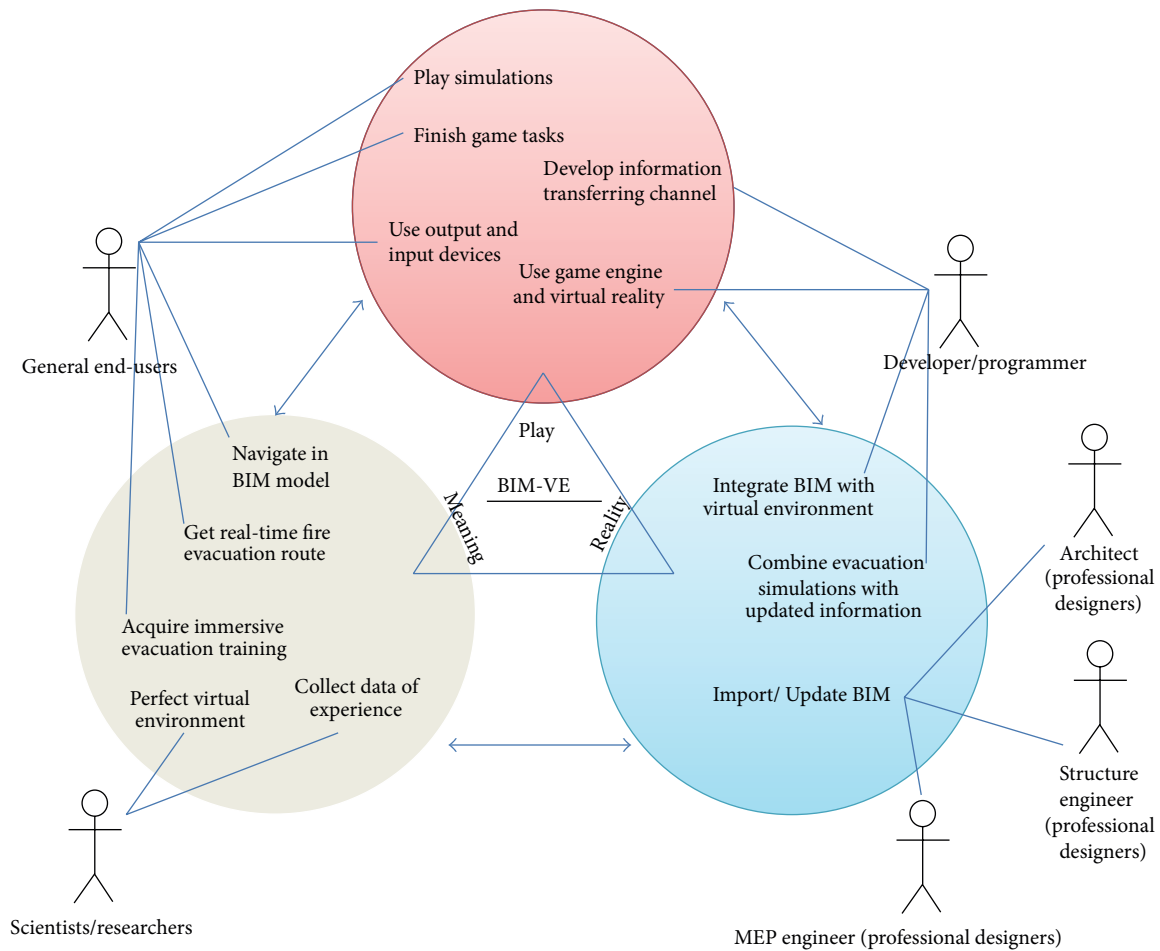 Play simulations
Finish game tasks
Develop information
transferring channel
Use output and
input devices
Use game engine
and virtual reality
General end-users
Developer/programmer
Play
BIM-VE
Meaning
Reality
Navigate in
BIM model
Get real-time fire
evacuation route
Acquire immersive
evacuation training
Perfect virtual
environment
Collect data of
experience
Integrate BIM with
virtual environment
Combine evacuation
simulations with
updated information
Import/ Update BIM
Architect
(professional
designers)
Structure
engineer
(professional
designers)
Scientists/researchers
MEP engineer (professional designers)